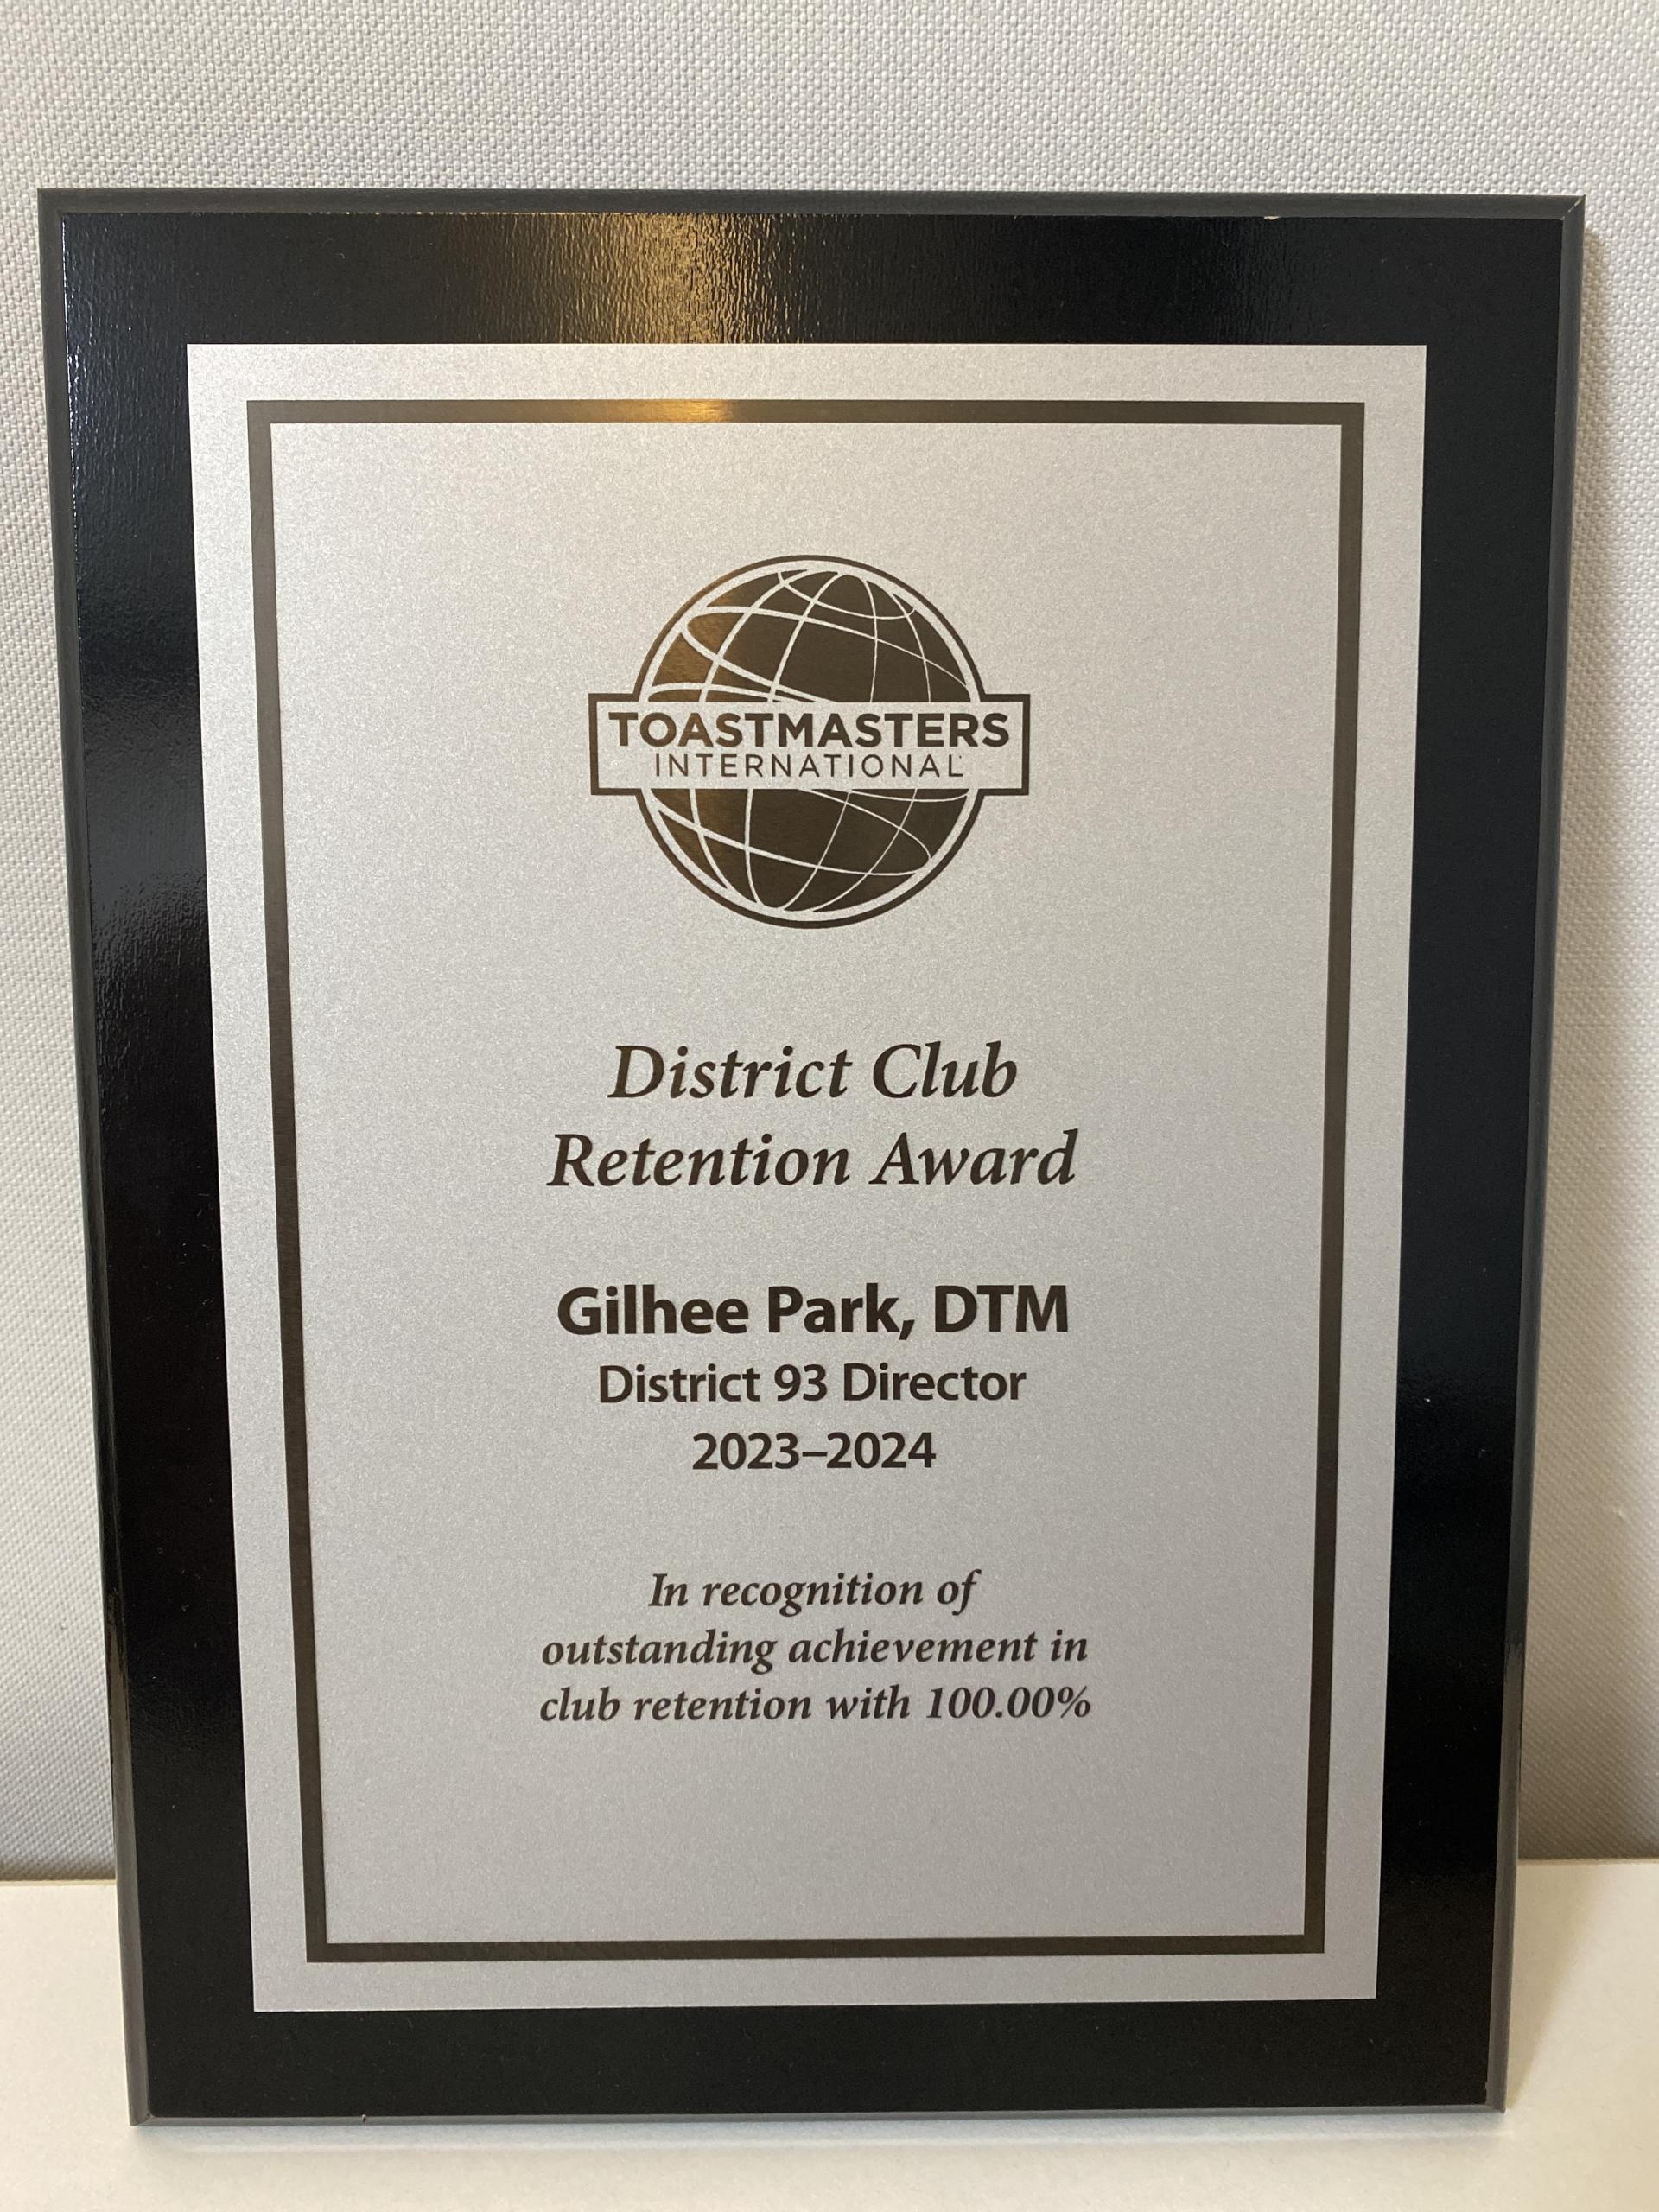 TOASTMASTERS
INTERNATIONAL
District Club
Retention Award
Gilhee Park, DTM
District 93 Director
2023–2024
In recognition of
outstanding achievement in
club retention with 100.00%